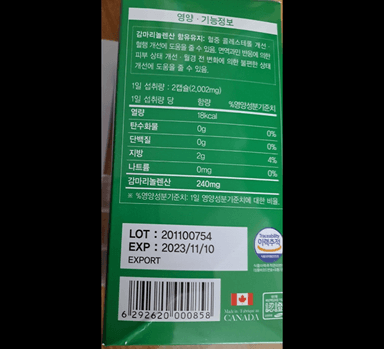 영양·기능정보
감마리놀렌산 함유유지: 혈중 콜레스테롤 개선·
혈행 개선에 도움을 줄 수 있음. 면역과민 반응에 의한
피부 상태 개선·월경 전 변화에 의한 불편한 상태
개선에 도움을 줄 수 있음.
1일 섭취량 : 2캡슐(2,002mg)
1일 섭취량 당 함량 %영양성분기준치
열량 18kcal
탄수화물 0g 0%
단백질 0g 0%
지방 2g 4%
나트륨 0mg 0%
감마리놀렌산 240mg
※ %영양성분기준치: 1일 영양성분기준치에 대한 비율
LOT : 201100754
EXP : 2023/11/10
EXPORT
Traceability
이력추적
6 292620 000858
CANADA